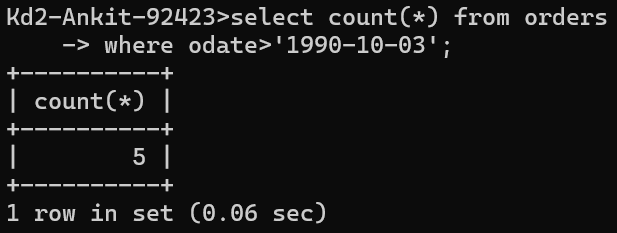 Kd2-Ankit-92423>select count(*) from orders
    -> where odate>'1990-10-03';
+----------+
| count(*) |
+----------+
|        5 |
+----------+
1 row in set (0.06 sec)